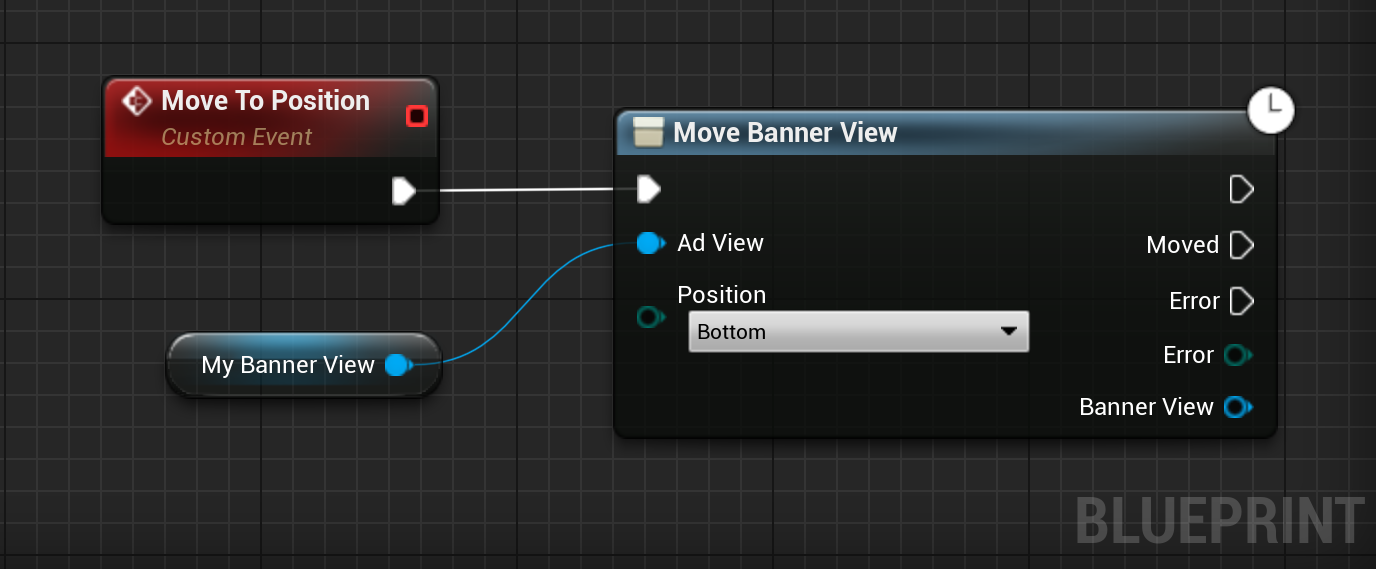 Move To Position
Custom Event
Move Banner View
Ad View
Moved
Position
Error
Bottom
Error
My Banner View
Banner View
BLUEPRINT